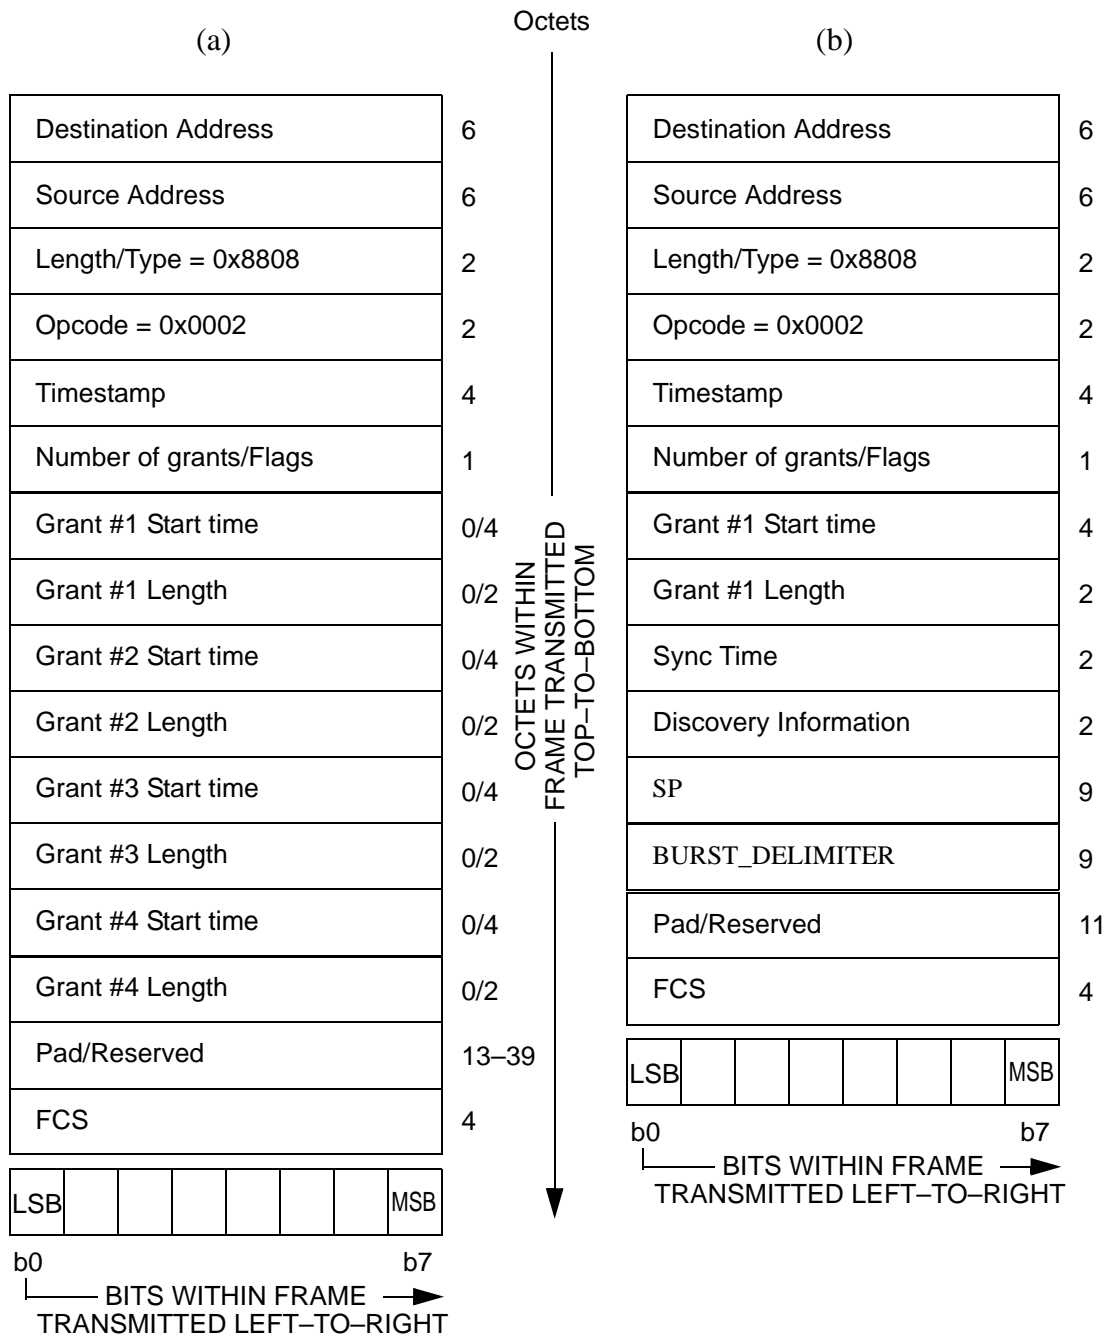 Octets
(a)
Destination Address 6
Source Address 6
Length/Type = 0x8808 2
Opcode = 0x0002 2
Timestamp 4
Number of grants/Flags 1
Grant #1 Start time 0/4
Grant #1 Length 0/2
Grant #2 Start time 0/4
Grant #2 Length 0/2
Grant #3 Start time 0/4
Grant #3 Length 0/2
Grant #4 Start time 0/4
Grant #4 Length 0/2
Pad/Reserved 13–39
FCS 4
LSB MSB
b0 b7
BITS WITHIN FRAME
TRANSMITTED LEFT–TO–RIGHT
OCTETS WITHIN
FRAME TRANSMITTED
TOP–TO–BOTTOM
(b)
Destination Address 6
Source Address 6
Length/Type = 0x8808 2
Opcode = 0x0002 2
Timestamp 4
Number of grants/Flags 1
Grant #1 Start time 4
Grant #1 Length 2
Sync Time 2
Discovery Information 2
SP 9
BURST_DELIMITER 9
Pad/Reserved 11
FCS 4
LSB MSB
b0 b7
BITS WITHIN FRAME
TRANSMITTED LEFT–TO–RIGHT